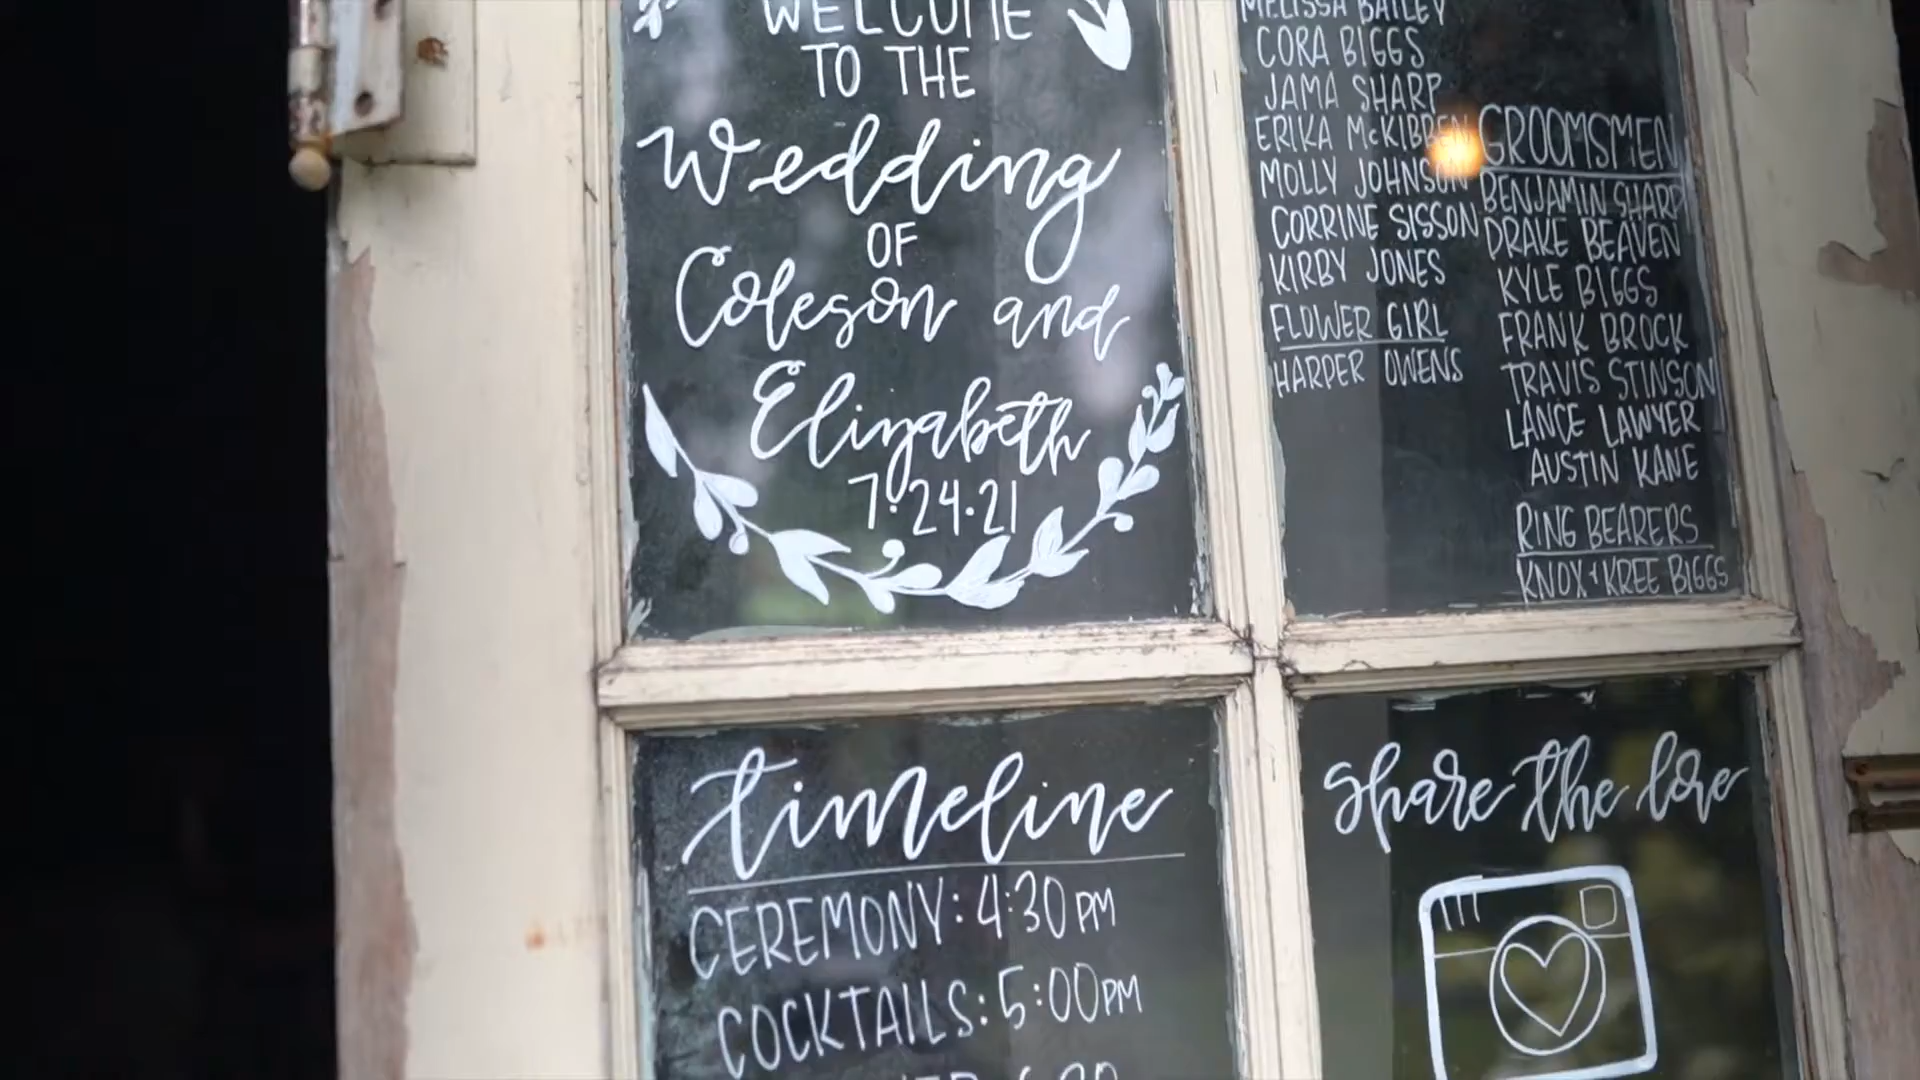 WELCOME
TO THE
Wedding
OF
Coleson and
Elizabeth
7·24·21
MELISSA BAILEY
CORA BIGGS
JAMA SHARP
ERIKA McKIBBEN
MOLLY JOHNSON
CORRINE SISSON
KIRBY JONES
FLOWER GIRL
HARPER OWENS
GROOMSMEN
BENJAMIN SHARP
DRAKE BEAVEN
KYLE BIGGS
FRANK BROCK
TRAVIS STINSON
LANCE LAWYER
AUSTIN KANE
RING BEARERS
KNOX + KREE BIGGS
timeline
CEREMONY: 4:30 PM
COCKTAILS: 5:00 PM
share the love